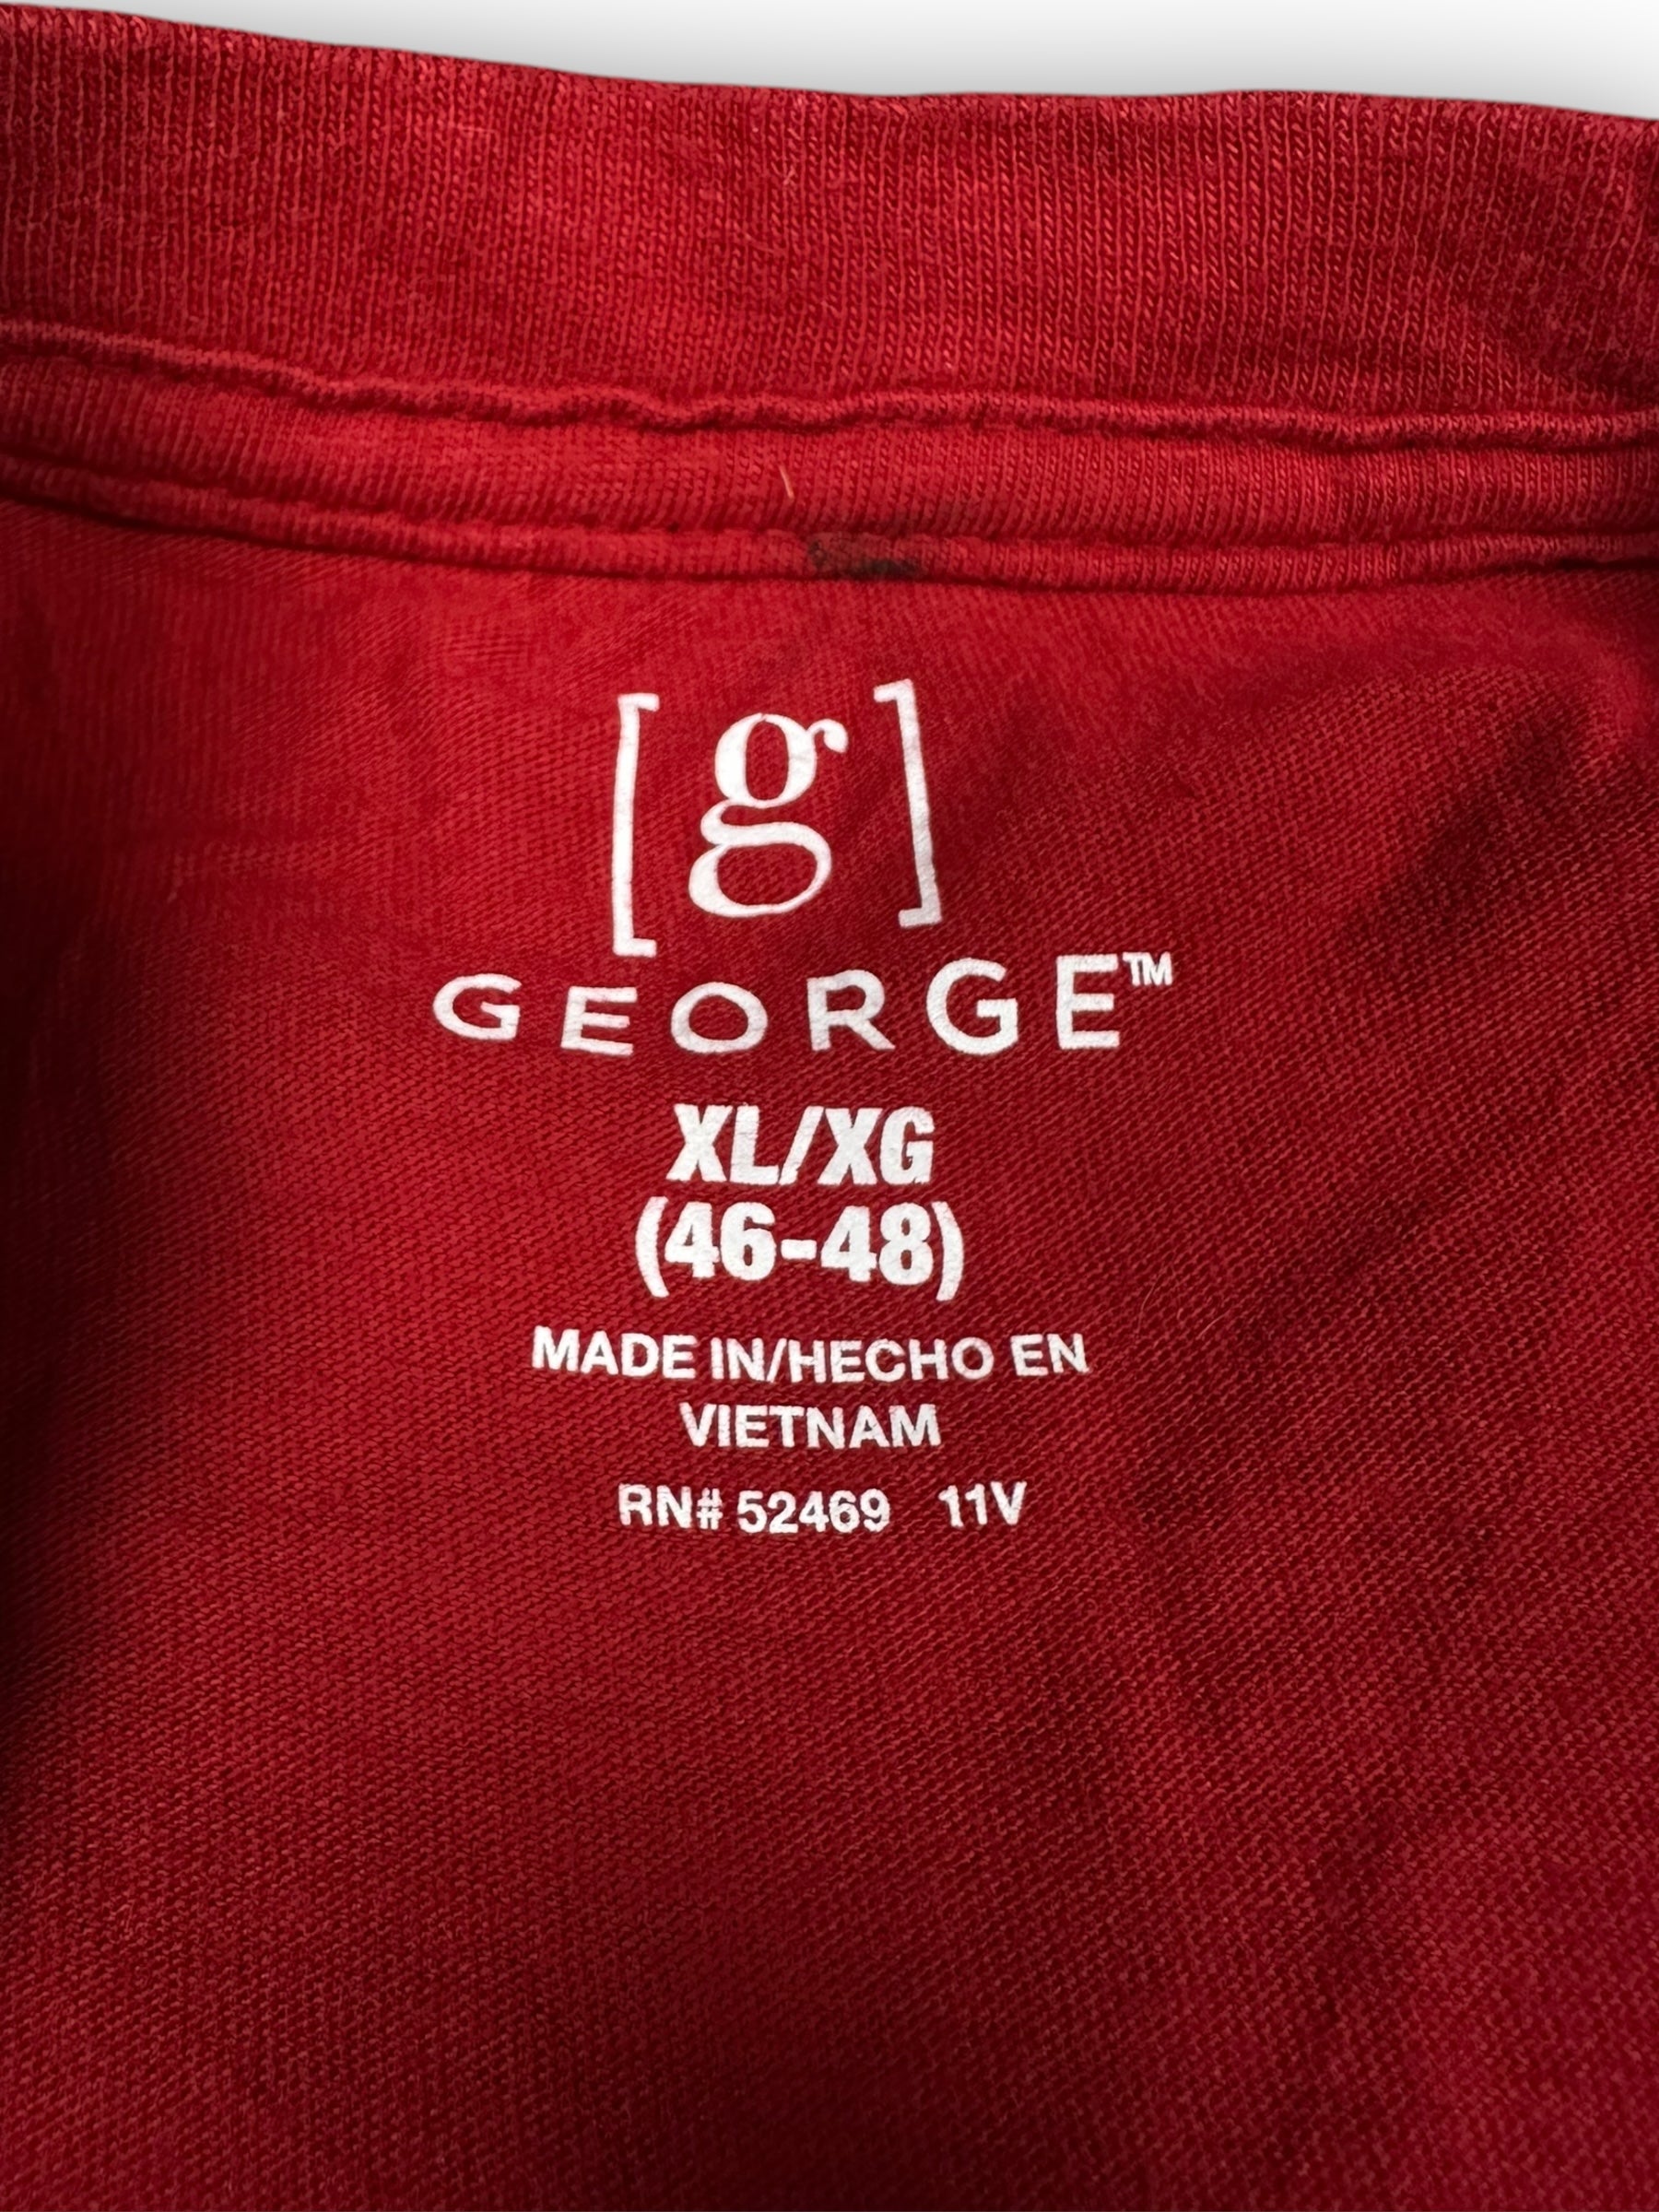 [g]
GEORGE™
XL/XG
(46-48)
MADE IN/HECHO EN
VIETNAM
RN# 52469 11V